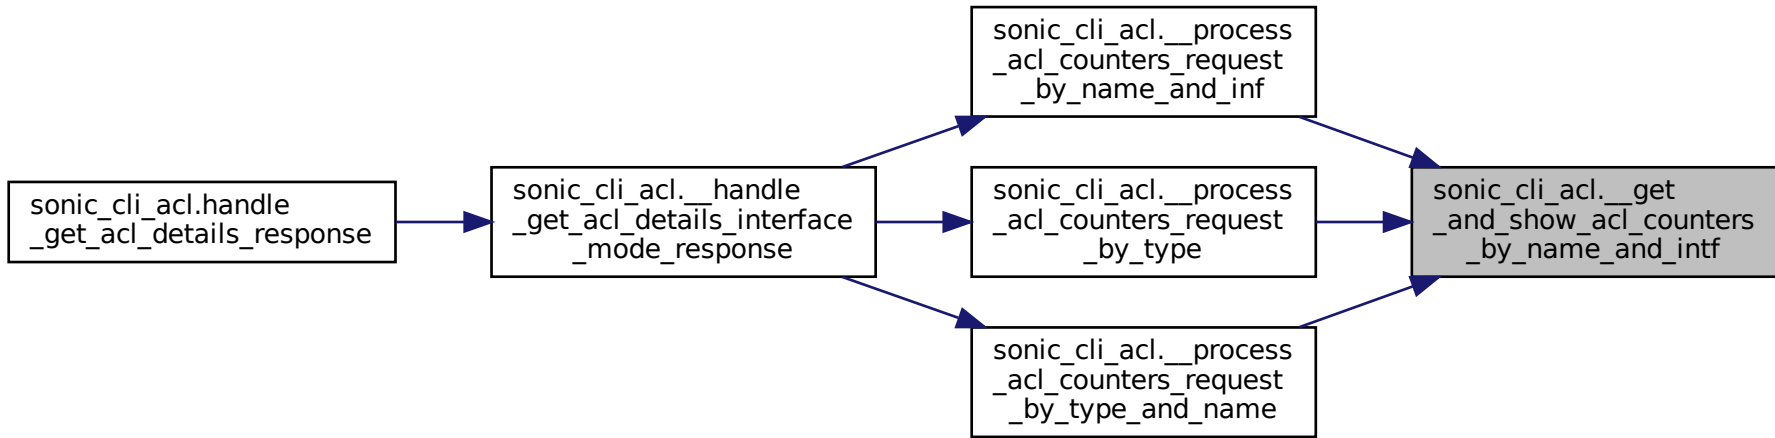 sonic_cli_acl.handle
_get_acl_details_response
sonic_cli_acl.__handle
_get_acl_details_interface
_mode_response
sonic_cli_acl.__process
_acl_counters_request
_by_name_and_inf
sonic_cli_acl.__process
_acl_counters_request
_by_type
sonic_cli_acl.__process
_acl_counters_request
_by_type_and_name
sonic_cli_acl.__get
_and_show_acl_counters
_by_name_and_intf